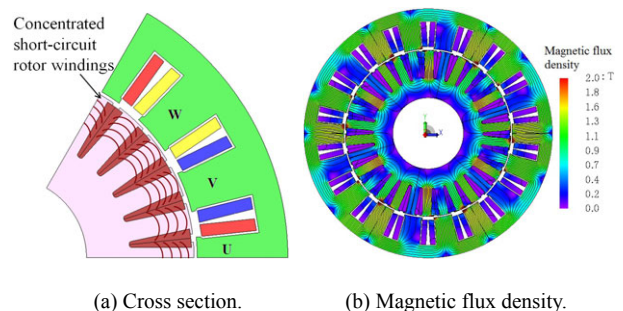 Concentrated
short-circuit
rotor windings
W
V
U
Magnetic flux
density
2.0 : T
1.8
1.6
1.3
1.1
0.9
0.7
0.4
0.2
0.0
Y
X
(a) Cross section.
(b) Magnetic flux density.